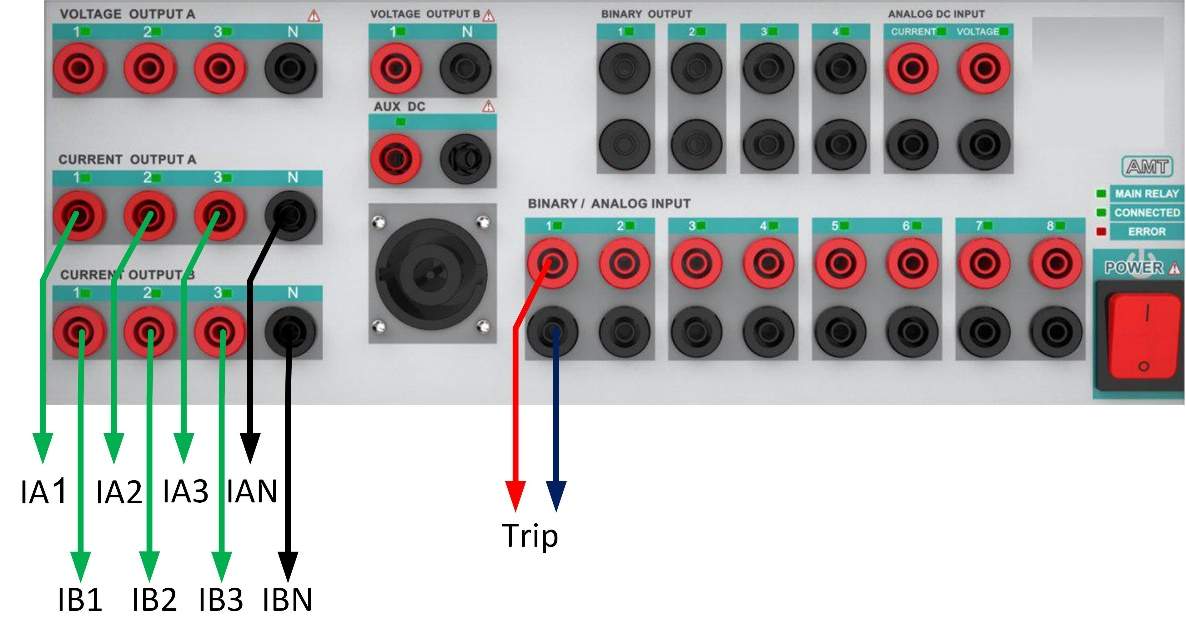 VOLTAGE OUTPUT A
1 2 3 N
VOLTAGE OUTPUT B
1 N
BINARY OUTPUT
1 2 3 4
ANALOG DC INPUT
CURRENT VOLTAGE
AUX DC
CURRENT OUTPUT A
1 2 3 N
AMT
MAIN RELAY
CONNECTED
ERROR
BINARY / ANALOG INPUT
1 2 3 4 5 6 7 8
CURRENT OUTPUT B
1 2 3 N
POWER
IA1 IA2 IA3 IAN
Trip
IB1 IB2 IB3 IBN